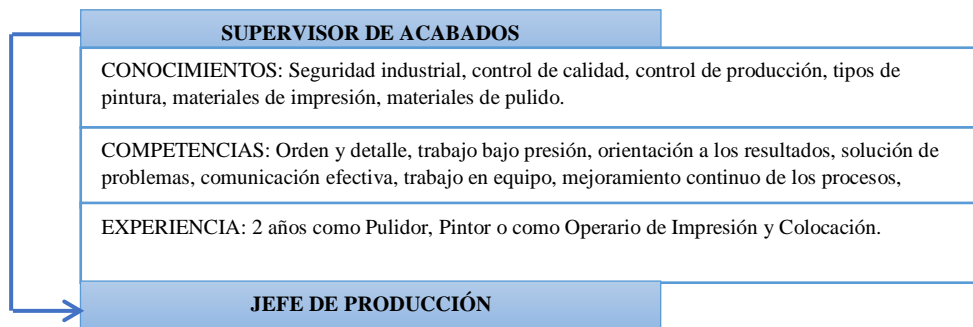 SUPERVISOR DE ACABADOS
CONOCIMIENTOS: Seguridad industrial, control de calidad, control de producción, tipos de
pintura, materiales de impresión, materiales de pulido.
COMPETENCIAS: Orden y detalle, trabajo bajo presión, orientación a los resultados, solución de
problemas, comunicación efectiva, trabajo en equipo, mejoramiento continuo de los procesos,
EXPERIENCIA: 2 años como Pulidor, Pintor o como Operario de Impresión y Colocación.
JEFE DE PRODUCCIÓN